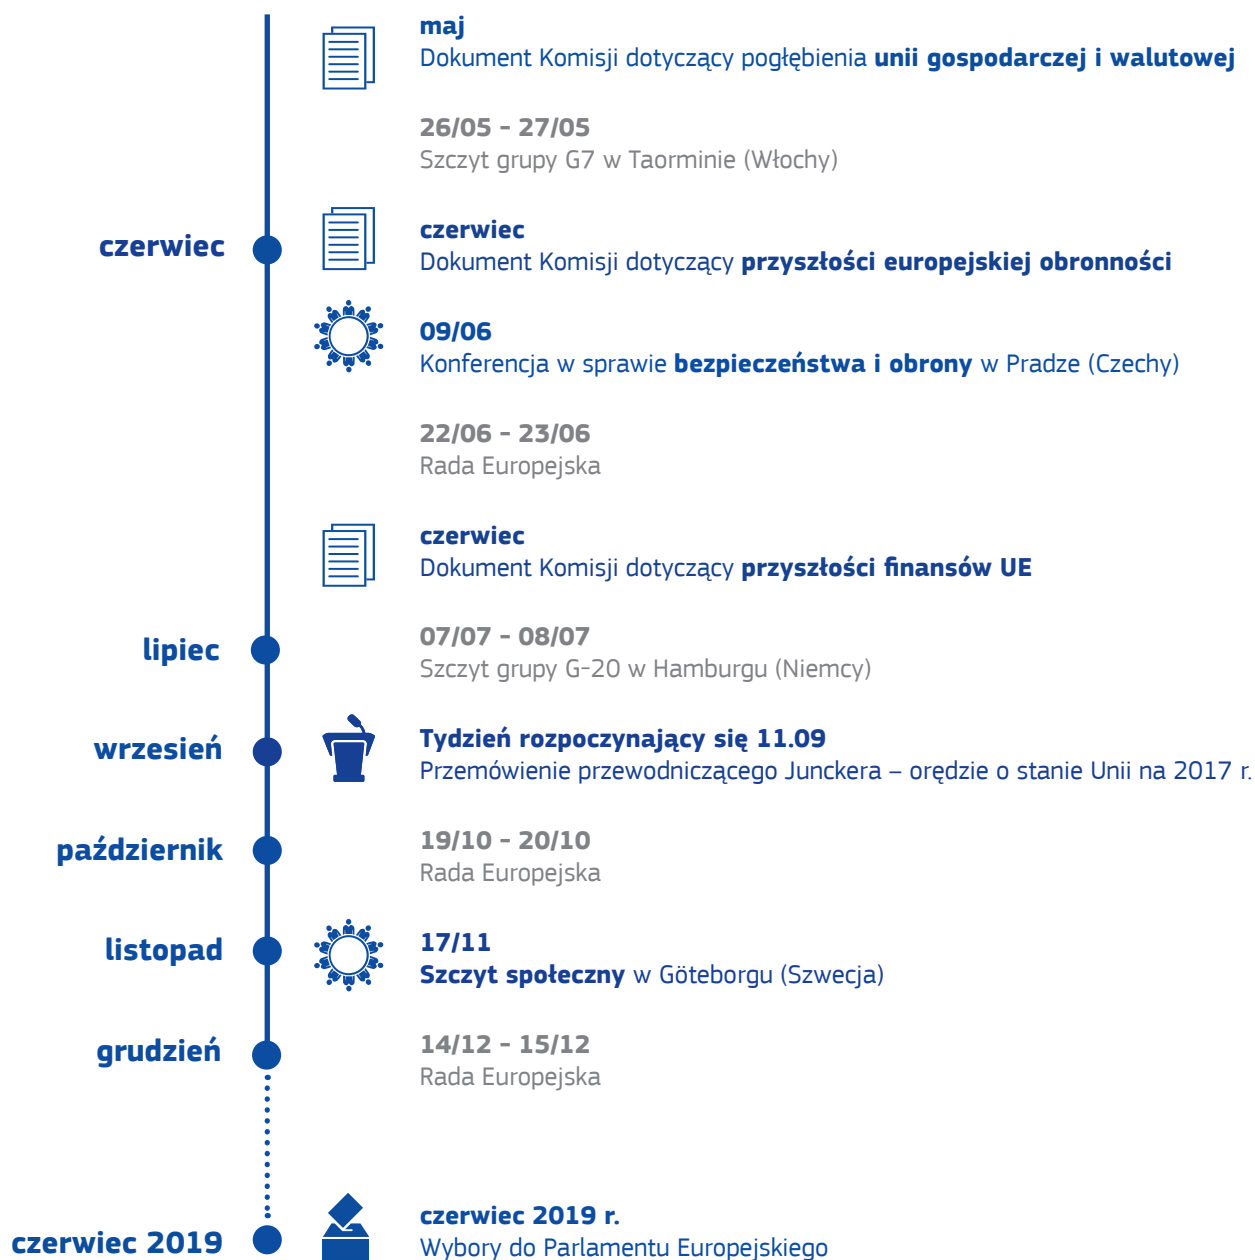 maj
Dokument Komisji dotyczący pogłębienia unii gospodarczej i walutowej
26/05 - 27/05
Szczyt grupy G7 w Taorminie (Włochy)
czerwiec
czerwiec
Dokument Komisji dotyczący przyszłości europejskiej obronności
09/06
Konferencja w sprawie bezpieczeństwa i obrony w Pradze (Czechy)
22/06 - 23/06
Rada Europejska
czerwiec
Dokument Komisji dotyczący przyszłości finansów UE
lipiec
07/07 - 08/07
Szczyt grupy G-20 w Hamburgu (Niemcy)
wrzesień
Tydzień rozpoczynający się 11.09
Przemówienie przewodniczącego Junckera – orędzie o stanie Unii na 2017 r.
październik
19/10 - 20/10
Rada Europejska
listopad
17/11
Szczyt społeczny w Göteborgu (Szwecja)
grudzień
14/12 - 15/12
Rada Europejska
czerwiec 2019
czerwiec 2019 r.
Wybory do Parlamentu Europejskiego